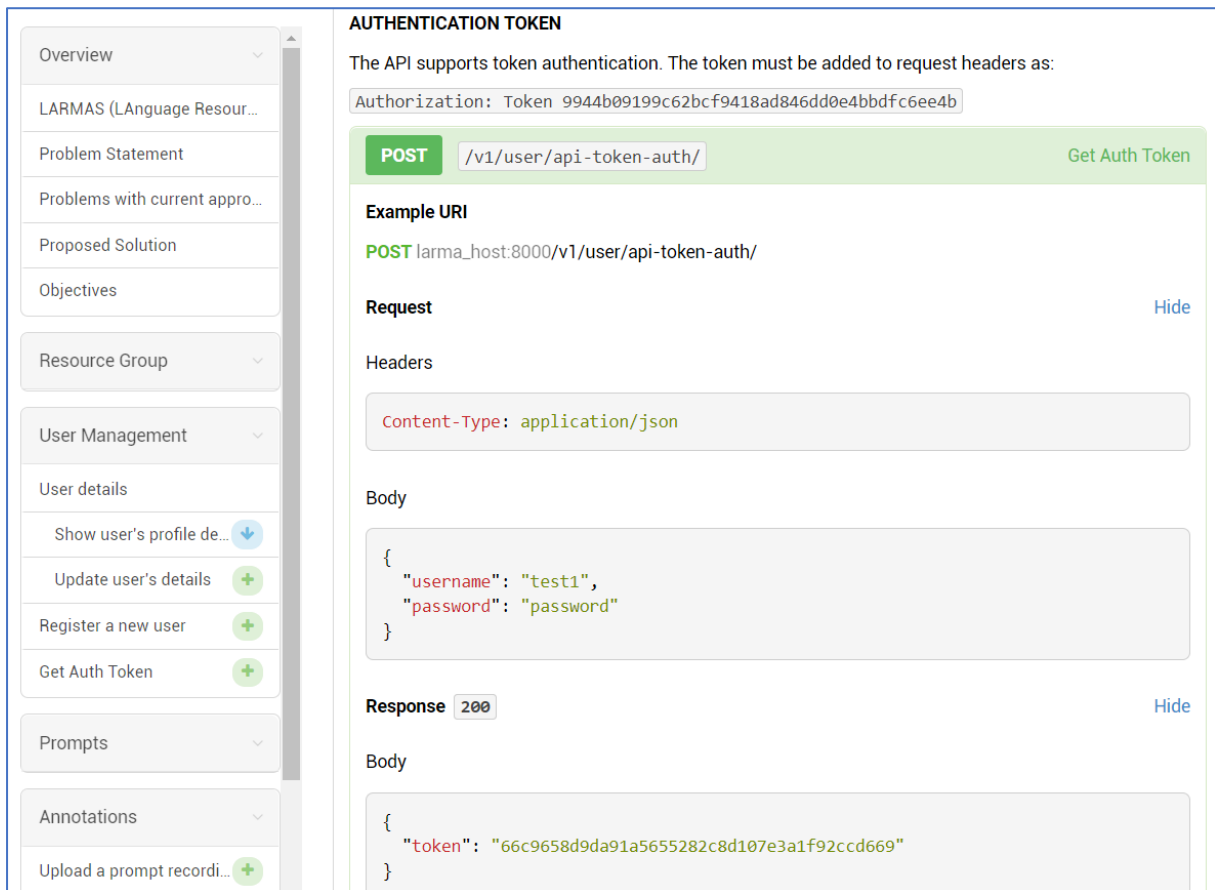 Overview
LARMAS (LAnguage Resour...
Problem Statement
Problems with current appro...
Proposed Solution
Objectives
Resource Group
User Management
User details
Show user's profile de...
Update user's details
Register a new user
Get Auth Token
Prompts
Annotations
Upload a prompt recordi...
AUTHENTICATION TOKEN
The API supports token authentication. The token must be added to request headers as:
Authorization: Token 9944b09199c62bcf9418ad846dd0e4bbdfc6ee4b
POST /v1/user/api-token-auth/ Get Auth Token
Example URI
POST larma_host:8000/v1/user/api-token-auth/
Request Hide
Headers
Content-Type: application/json
Body
{
"username": "test1",
"password": "password"
}
Response 200 Hide
Body
{
"token": "66c9658d9da91a5655282c8d107e3a1f92ccd669"
}